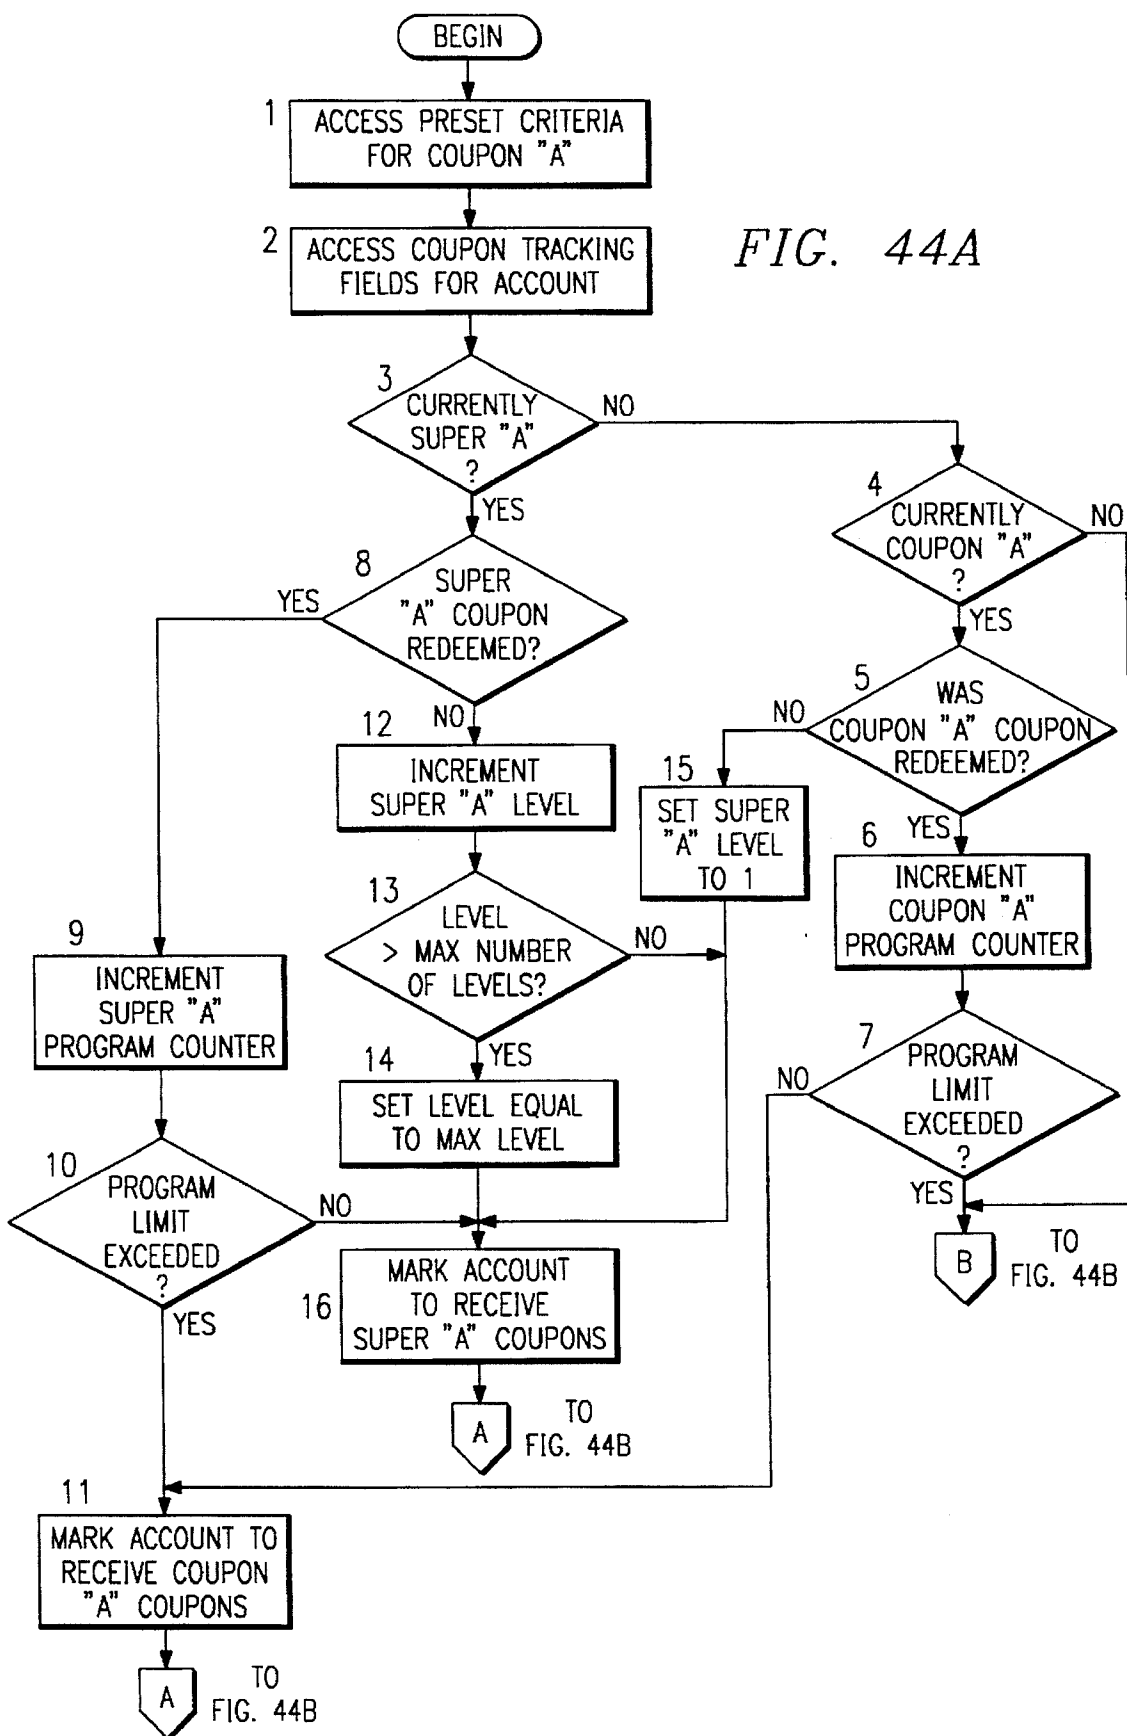 BEGIN
1
ACCESS PRESET CRITERIA
FOR COUPON "A"
2
ACCESS COUPON TRACKING
FIELDS FOR ACCOUNT
FIG. 44A
3
CURRENTLY
SUPER "A"
?
NO
YES
4
CURRENTLY
COUPON "A"
?
NO
YES
8
SUPER
"A" COUPON
REDEEMED?
YES
NO
5
WAS
COUPON "A" COUPON
REDEEMED?
NO
YES
12
INCREMENT
SUPER "A" LEVEL
15
SET SUPER
"A" LEVEL
TO 1
6
INCREMENT
COUPON "A"
PROGRAM COUNTER
13
LEVEL
> MAX NUMBER
OF LEVELS?
NO
YES
9
INCREMENT
SUPER "A"
PROGRAM COUNTER
7
PROGRAM
LIMIT
EXCEEDED
?
NO
YES
14
SET LEVEL EQUAL
TO MAX LEVEL
10
PROGRAM
LIMIT
EXCEEDED
?
NO
YES
B
TO
FIG. 44B
16
MARK ACCOUNT
TO RECEIVE
SUPER "A" COUPONS
A
TO
FIG. 44B
11
MARK ACCOUNT TO
RECEIVE COUPON
"A" COUPONS
A
TO
FIG. 44B